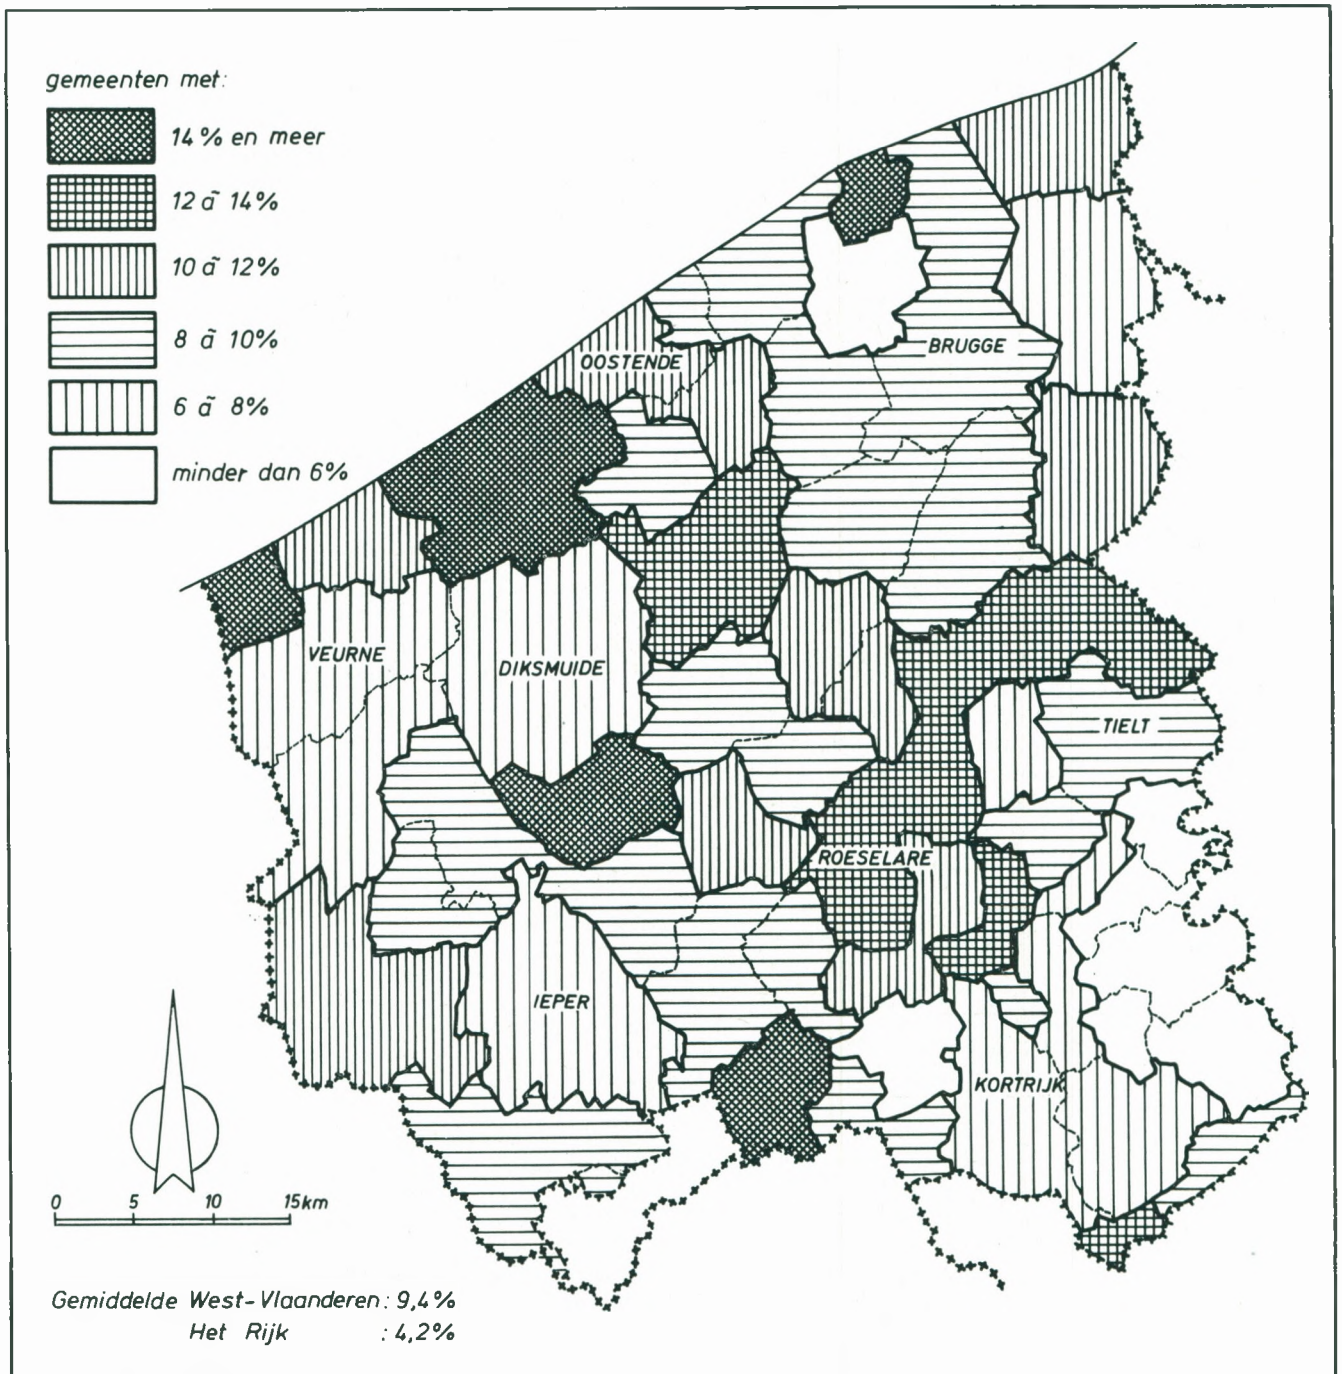 gemeenten met:
14% en meer
12 ã 14%
10 ã 12%
8 ã 10%
6 ã 8%
minder dan 6%
OOSTENDE
BRUGGE
VEURNE
DIKSMUIDE
TIELT
ROESELARE
IEPER
KORTRIJK
0 5 10 15km
Gemiddelde West-Vlaanderen: 9,4%
Het Rijk : 4,2%